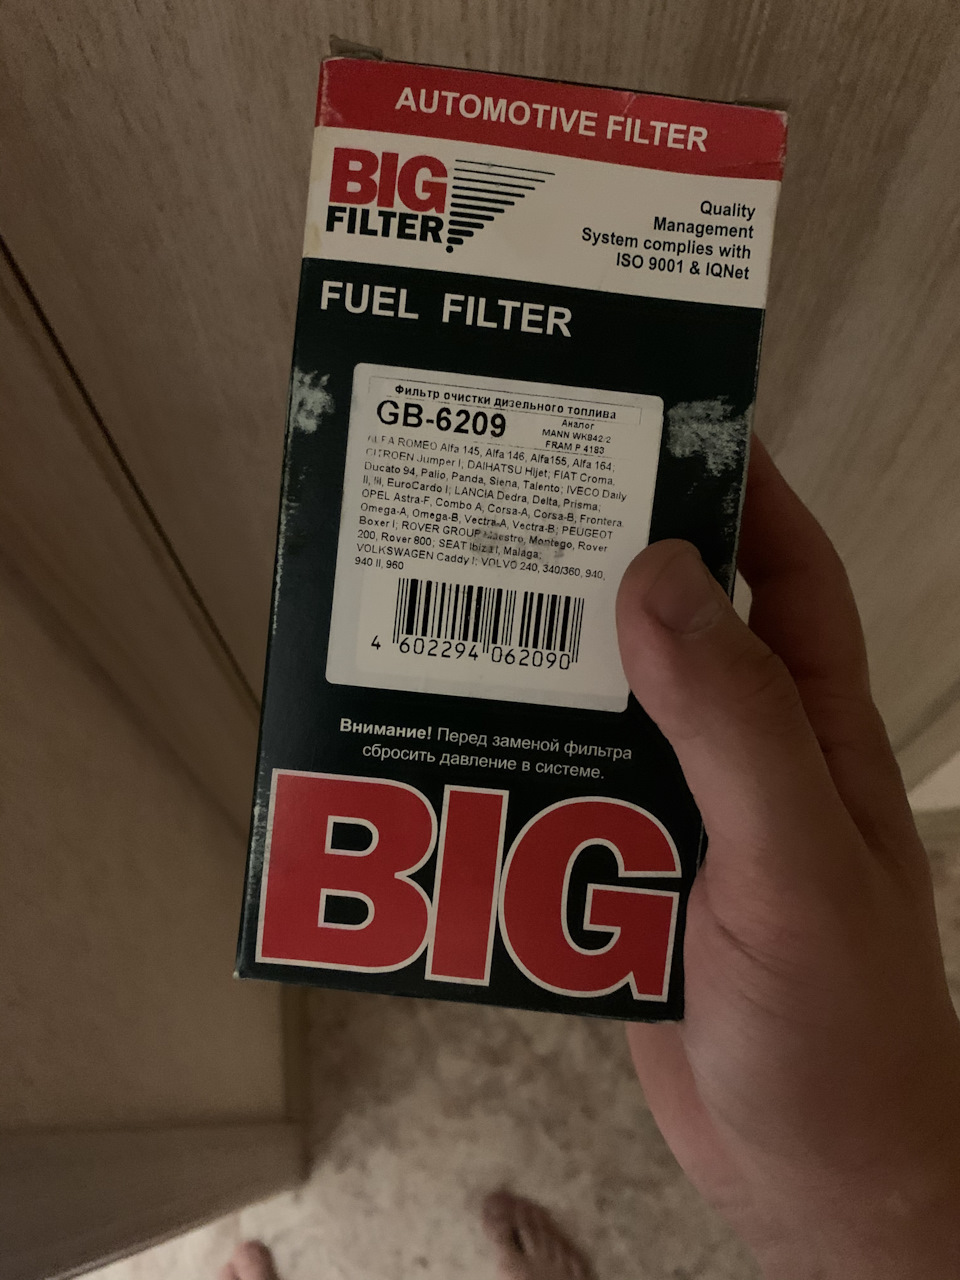 AUTOMOTIVE FILTER
BIG
FILTER
Quality
Management
System complies with
ISO 9001 & IQNet
FUEL FILTER
Фильтр очистки дизельного топлива
GB-6209
Аналог
MANN WK842/2
FRAM P 4183
ALFA ROMEO Alfa 145, Alfa 146, Alfa155, Alfa 164;
CITROEN Jumper I, DAIHATSU Hijet; FIAT Croma,
Ducato 94, Palio, Panda, Siena, Talento; IVECO Daily
II, III, EuroCardo I; LANCIA Dedra, Delta, Prisma;
OPEL Astra-F, Combo A, Corsa-A, Corsa-B, Frontera
Omega-A, Omega-B, Vectra-A, Vectra-B; PEUGEOT
Boxer I; ROVER GROUP Maestro, Montego, Rover
200, Rover 800; SEAT Ibiza I, Malaga;
VOLKSWAGEN Caddy I; VOLVO 240, 340/360, 940,
940 II, 960
4 602294 062090
Внимание! Перед заменой фильтра
сбросить давление в системе.
BIG